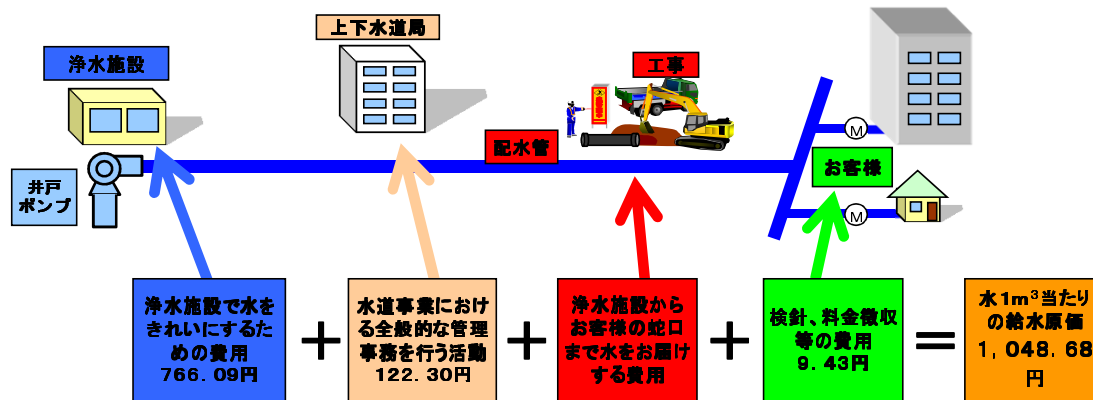 上下水道局
浄水施設
工事
配水管
お客様
井戸
ポンプ
M
M
浄水施設で水を
きれいにするた
めの費用
766.09円
+
水道事業におけ
る全般的な管理
事務を行う活動
122.30円
+
浄水施設から
お客様の蛇口
まで水をお届け
する費用
+
検針、料金徴収
等の費用
9.43円
=
水1m³当たり
の給水原価
1,048.68
円